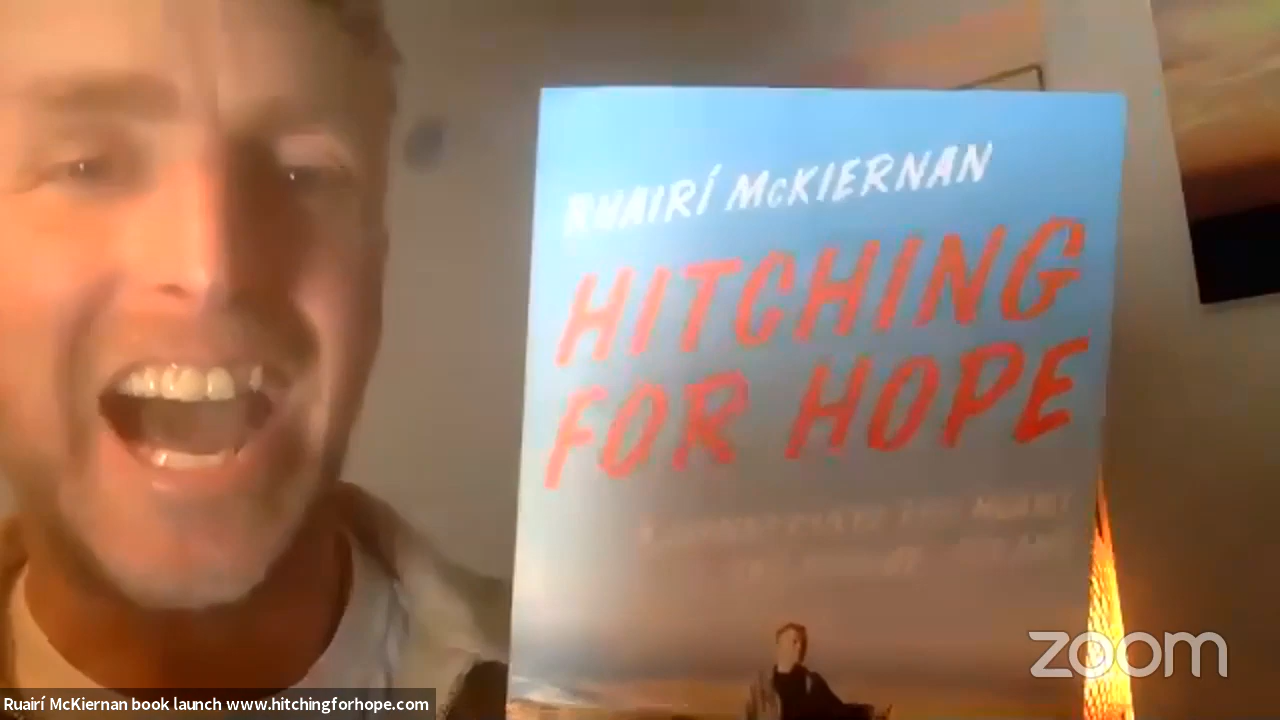 RUAIRÍ McKIERNAN
HITCHING
FOR HOPE
zoom
Ruairí McKiernan book launch www.hitchingforhope.com